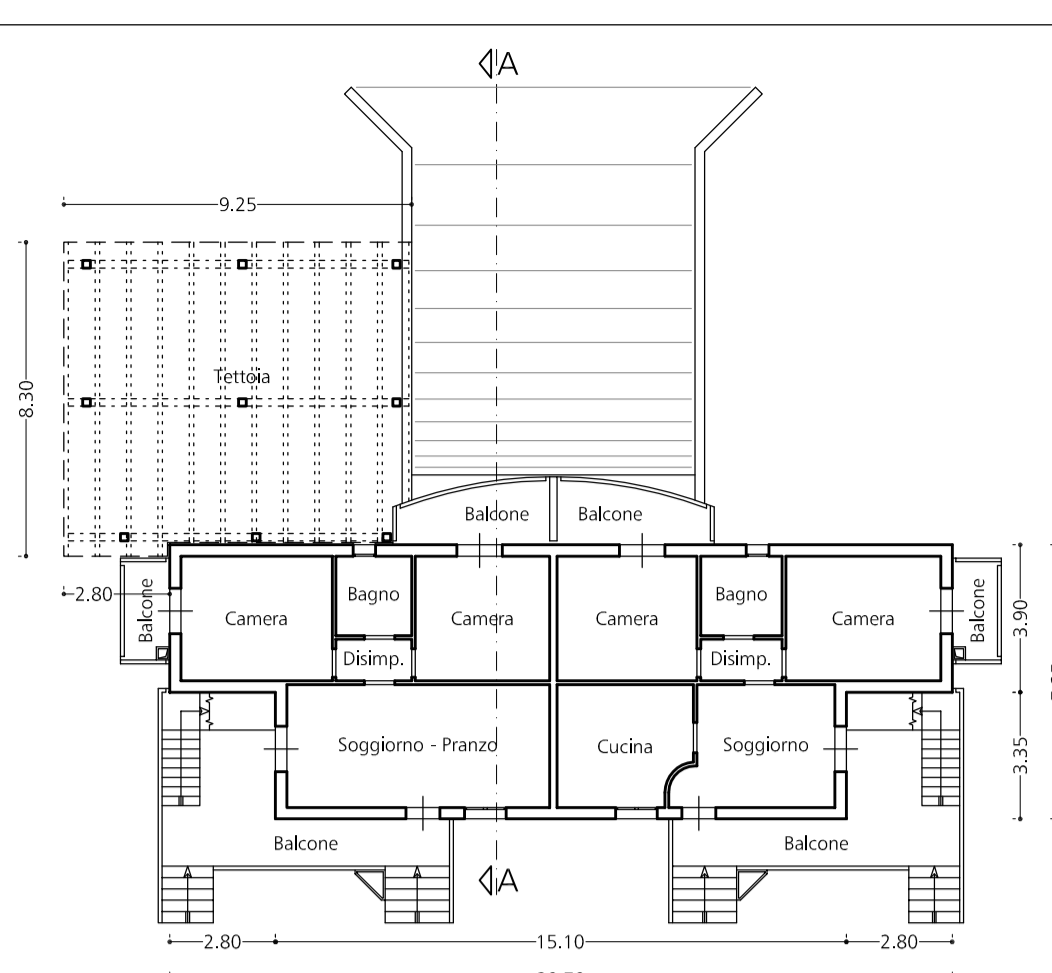 A
9.25
8.30
Tettoia
Balcone Balcone
2.80
Balcone
Camera
Bagno
Camera
Camera
Bagno
Camera
Balcone
3.90
Disimp.
Disimp.
Soggiorno - Pranzo
Cucina
Soggiorno
3.35
Balcone
Balcone
A
2.80
15.10
2.80